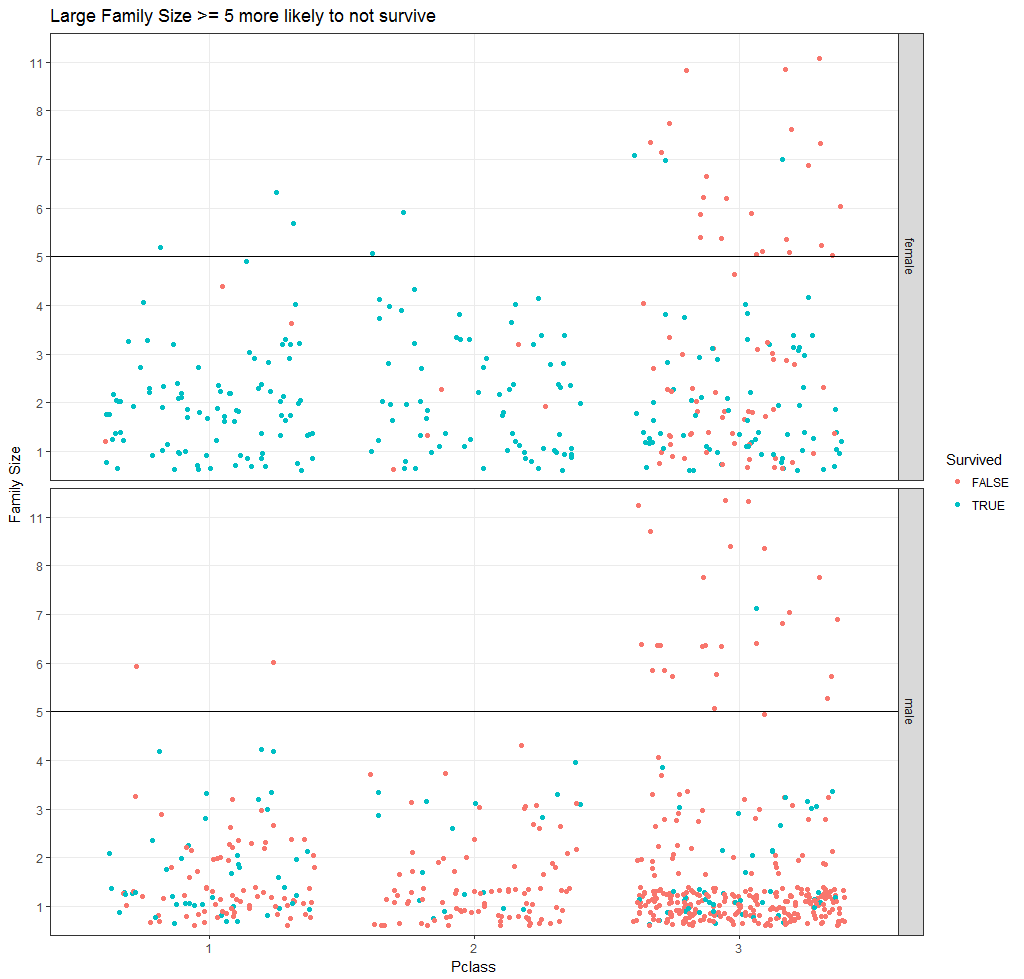 Large Family Size >= 5 more likely to not survive
11
8
7
6
5
4
3
2
1
female
11
8
7
6
5
4
3
2
1
male
Family Size
1
2
3
Pclass
Survived
FALSE
TRUE